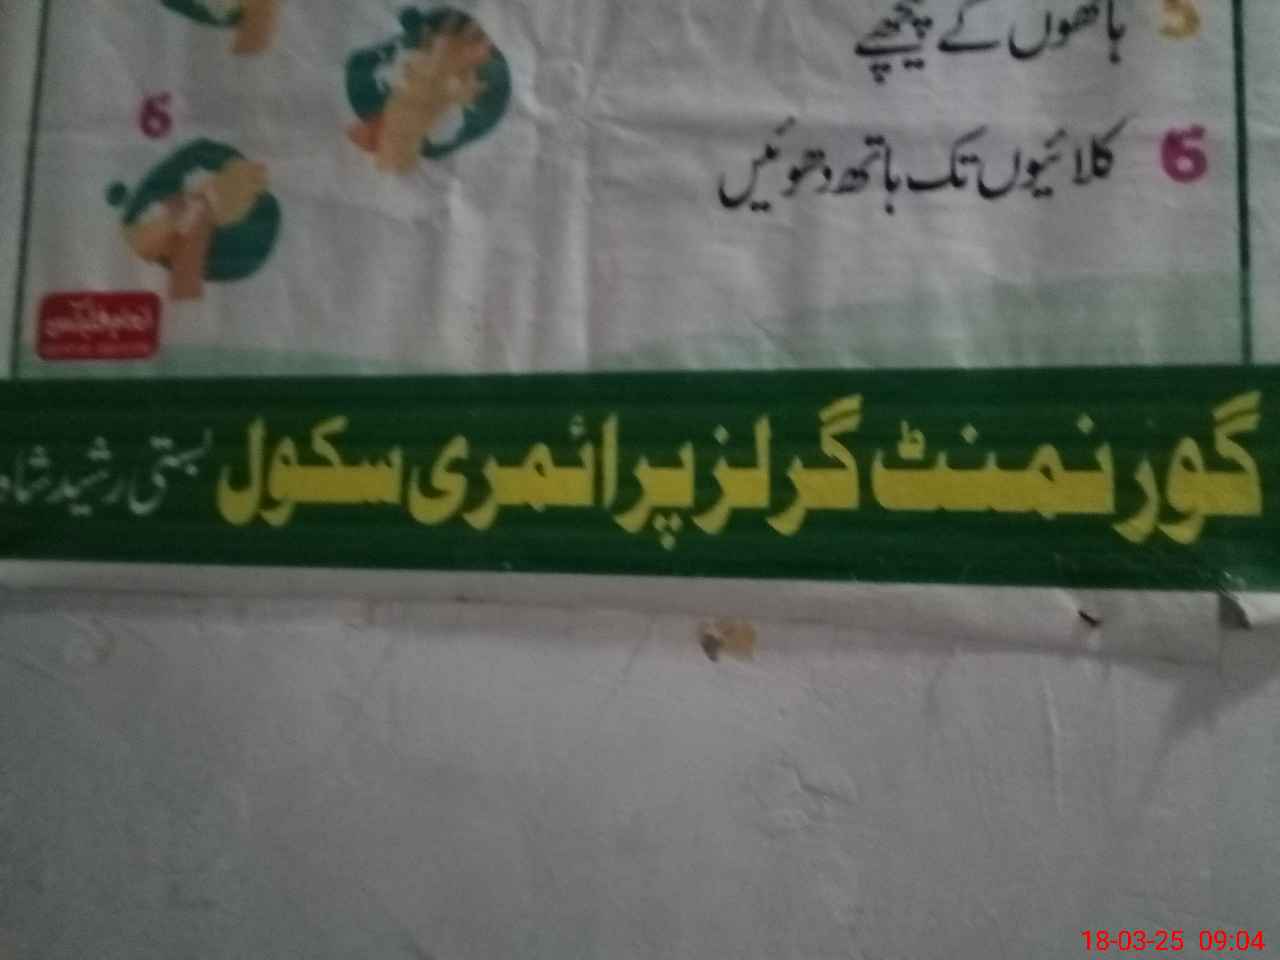 5 ہاتھوں کے پیچھے
6 کلائیوں تک ہاتھ دھوئیں
6
گورنمنٹ گرلز پرائمری سکول بستی رشید شاہ
18-03-25 09:04